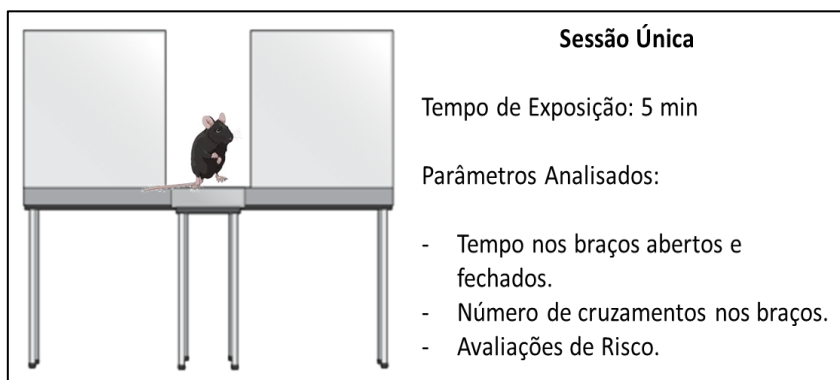 Sessão Única
Tempo de Exposição: 5 min
Parâmetros Analisados:
- Tempo nos braços abertos e
fechados.
- Número de cruzamentos nos braços.
- Avaliações de Risco.